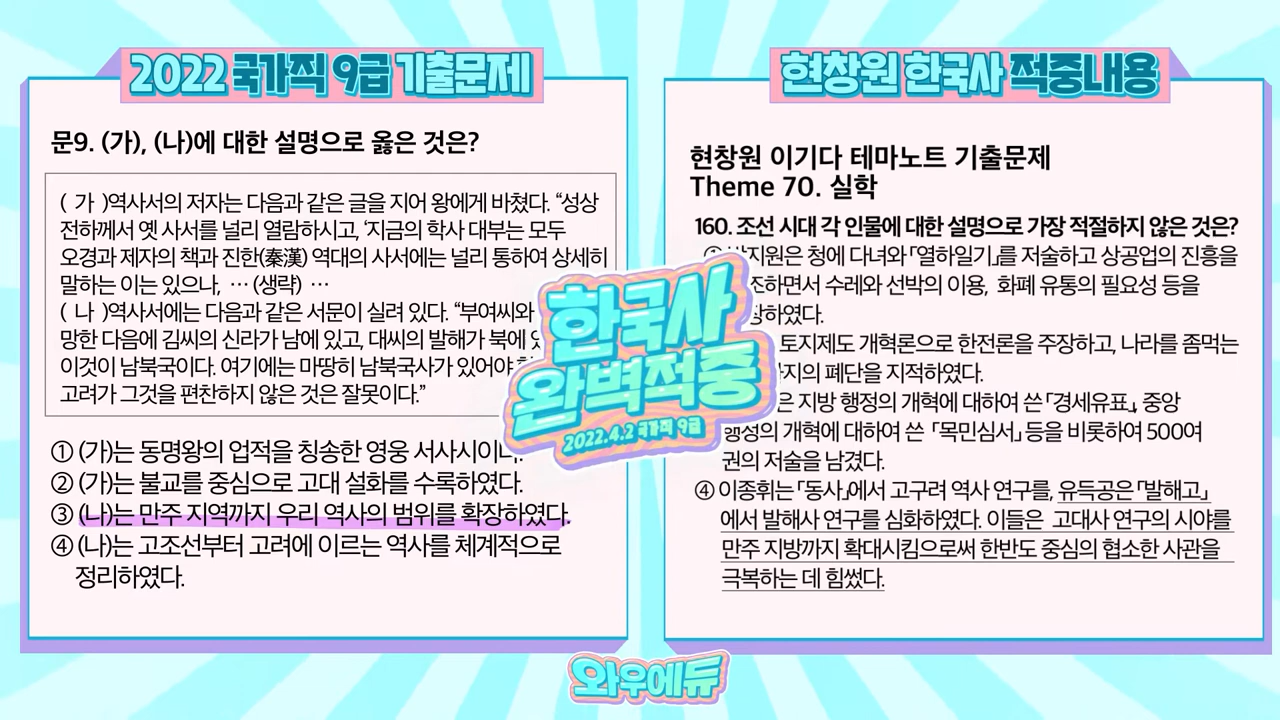 2022 국가직 9급 기출문제
문9. (가), (나)에 대한 설명으로 옳은 것은?
( 가 )역사서의 저자는 다음과 같은 글을 지어 왕에게 바쳤다. “성상
전하께서 옛 사서를 널리 열람하시고, ‘지금의 학사 대부는 모두
오경과 제자의 책과 진한(秦漢) 역대의 사서에는 널리 통하여 상세히
말하는 이는 있으나, … (생략) …
( 나 )역사서에는 다음과 같은 서문이 실려 있다. “부여씨와
망한 다음에 김씨의 신라가 남에 있고, 대씨의 발해가 북에
이것이 남북국이다. 여기에는 마땅히 남북국사가 있어야
고려가 그것을 편찬하지 않은 것은 잘못이다.”
① (가)는 동명왕의 업적을 칭송한 영웅 서사시이다.
② (가)는 불교를 중심으로 고대 설화를 수록하였다.
③ (나)는 만주 지역까지 우리 역사의 범위를 확장하였다.
④ (나)는 고조선부터 고려에 이르는 역사를 체계적으로
정리하였다.
한국사
완벽적중
2022.4.2 국가직 9급
현창원 한국사 적중내용
현창원 이기다 테마노트 기출문제
Theme 70. 실학
160. 조선 시대 각 인물에 대한 설명으로 가장 적절하지 않은 것은?
청에 다녀와 「열하일기」를 저술하고 상공업의 진흥을
수레와 선박의 이용, 화폐 유통의 필요성 등을
토지제도 개혁론으로 한전론을 주장하고, 나라를 좀먹는
폐단을 지적하였다.
지방 행정의 개혁에 대하여 쓴 「경세유표」, 중앙
행정의 개혁에 대하여 쓴 「목민심서」 등을 비롯하여 500여
권의 저술을 남겼다.
④ 이종휘는 「동사」에서 고구려 역사 연구를, 유득공은 「발해고」
에서 발해사 연구를 심화하였다. 이들은 고대사 연구의 시야를
만주 지방까지 확대시킴으로써 한반도 중심의 협소한 사관을
극복하는 데 힘썼다.
와우에듀